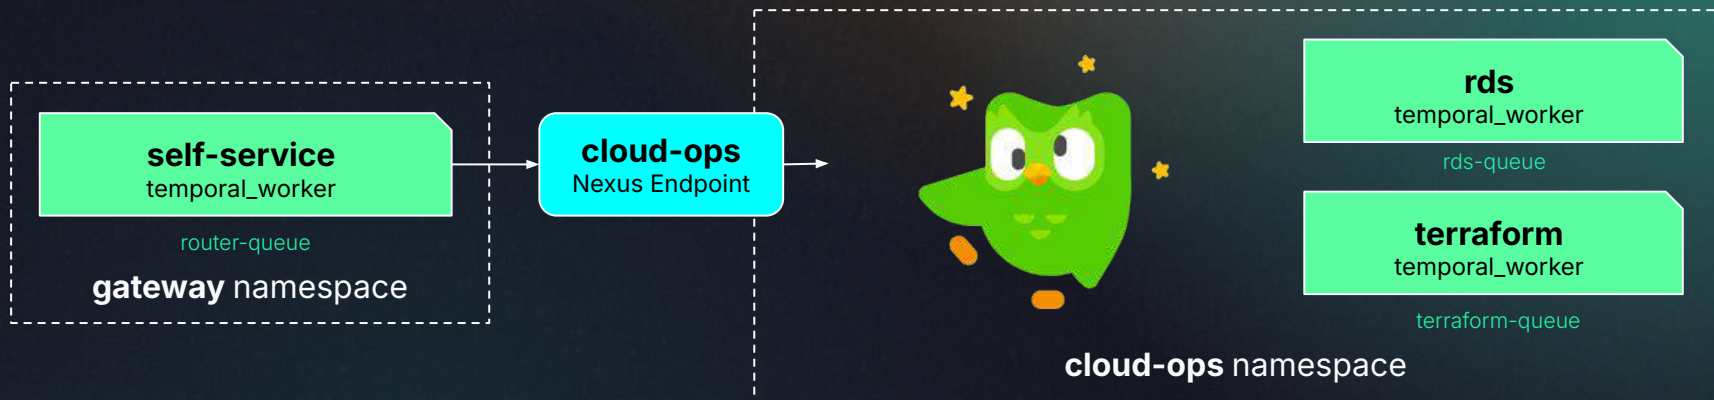 self-service
temporal_worker
router-queue
gateway namespace
cloud-ops
Nexus Endpoint
rds
temporal_worker
rds-queue
terraform
temporal_worker
terraform-queue
cloud-ops namespace